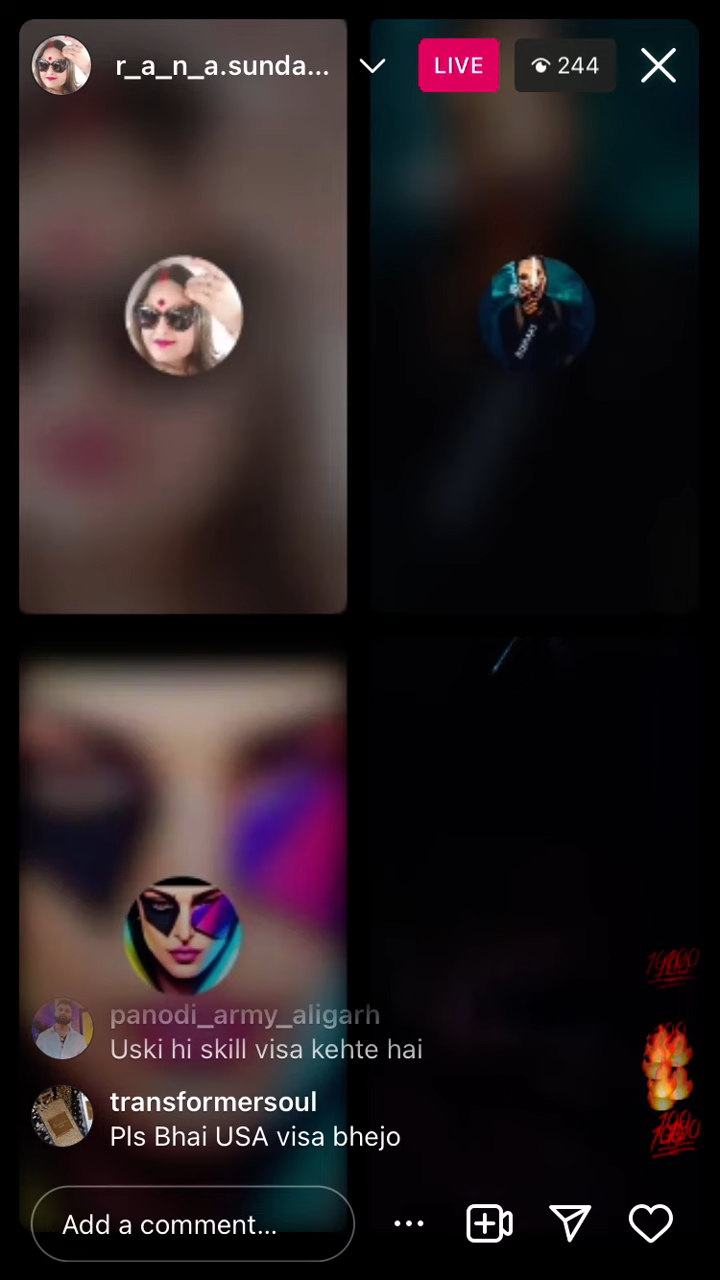 r_a_n_a.sunda...
LIVE
244
panodi_army_aligarh
Uski hi skill visa kehte hai
transformersoul
Pls Bhai USA visa bhejo
Add a comment...